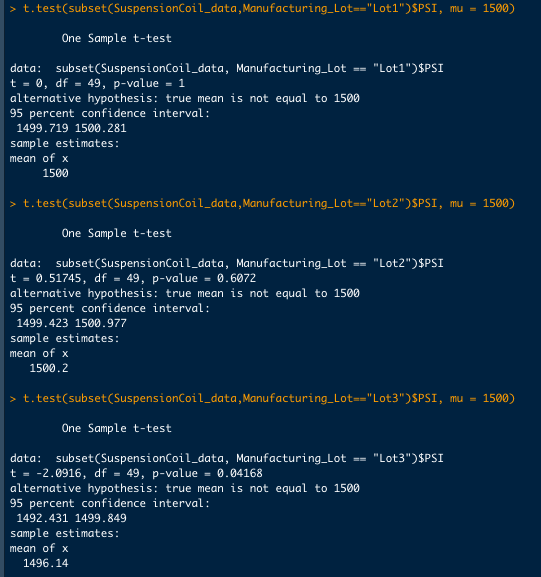 > t.test(subset(SuspensionCoil_data,Manufacturing_Lot=="Lot1")$PSI, mu = 1500)
One Sample t-test
data:  subset(SuspensionCoil_data, Manufacturing_Lot == "Lot1")$PSI
t = 0, df = 49, p-value = 1
alternative hypothesis: true mean is not equal to 1500
95 percent confidence interval:
1499.719 1500.281
sample estimates:
mean of x
1500
> t.test(subset(SuspensionCoil_data,Manufacturing_Lot=="Lot2")$PSI, mu = 1500)
One Sample t-test
data:  subset(SuspensionCoil_data, Manufacturing_Lot == "Lot2")$PSI
t = 0.51745, df = 49, p-value = 0.6072
alternative hypothesis: true mean is not equal to 1500
95 percent confidence interval:
1499.423 1500.977
sample estimates:
mean of x
1500.2
> t.test(subset(SuspensionCoil_data,Manufacturing_Lot=="Lot3")$PSI, mu = 1500)
One Sample t-test
data:  subset(SuspensionCoil_data, Manufacturing_Lot == "Lot3")$PSI
t = -2.0916, df = 49, p-value = 0.04168
alternative hypothesis: true mean is not equal to 1500
95 percent confidence interval:
1492.431 1499.849
sample estimates:
mean of x
1496.14